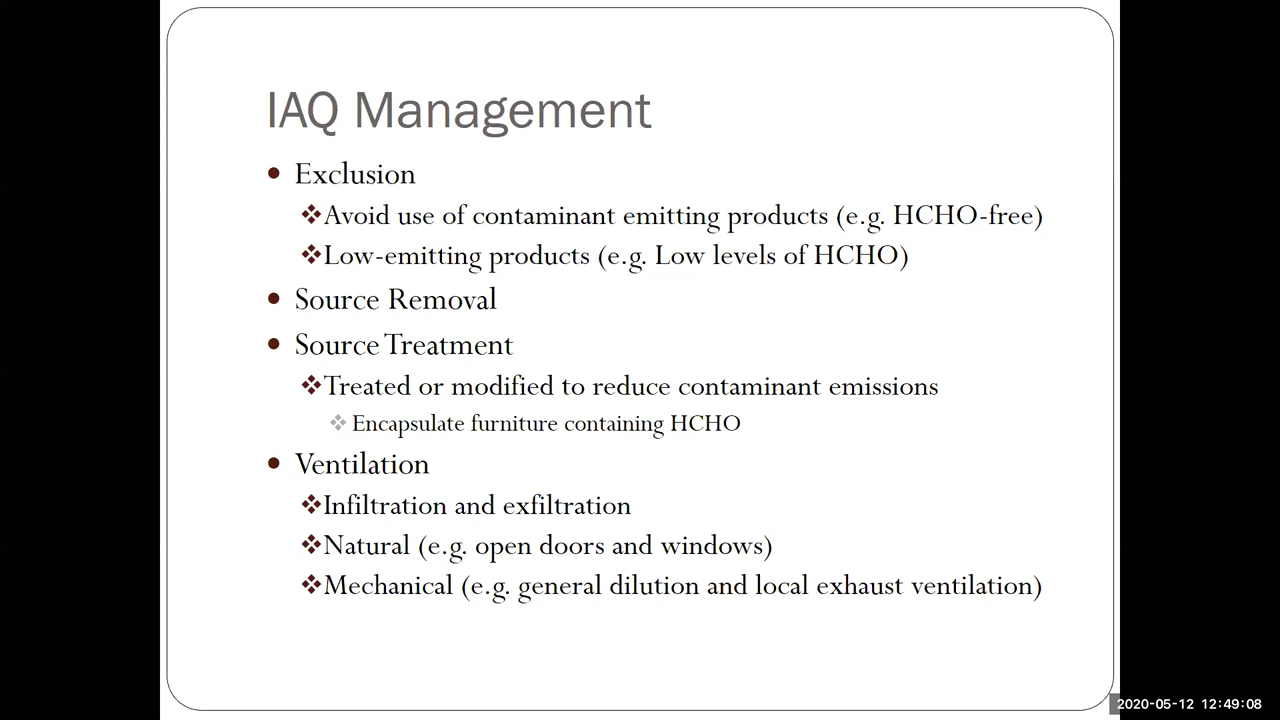 IAQ Management
Exclusion
Avoid use of contaminant emitting products (e.g. HCHO-free)
Low-emitting products (e.g. Low levels of HCHO)
Source Removal
Source Treatment
Treated or modified to reduce contaminant emissions
Encapsulate furniture containing HCHO
Ventilation
Infiltration and exfiltration
Natural (e.g. open doors and windows)
Mechanical (e.g. general dilution and local exhaust ventilation)
2020-05-12 12:49:08